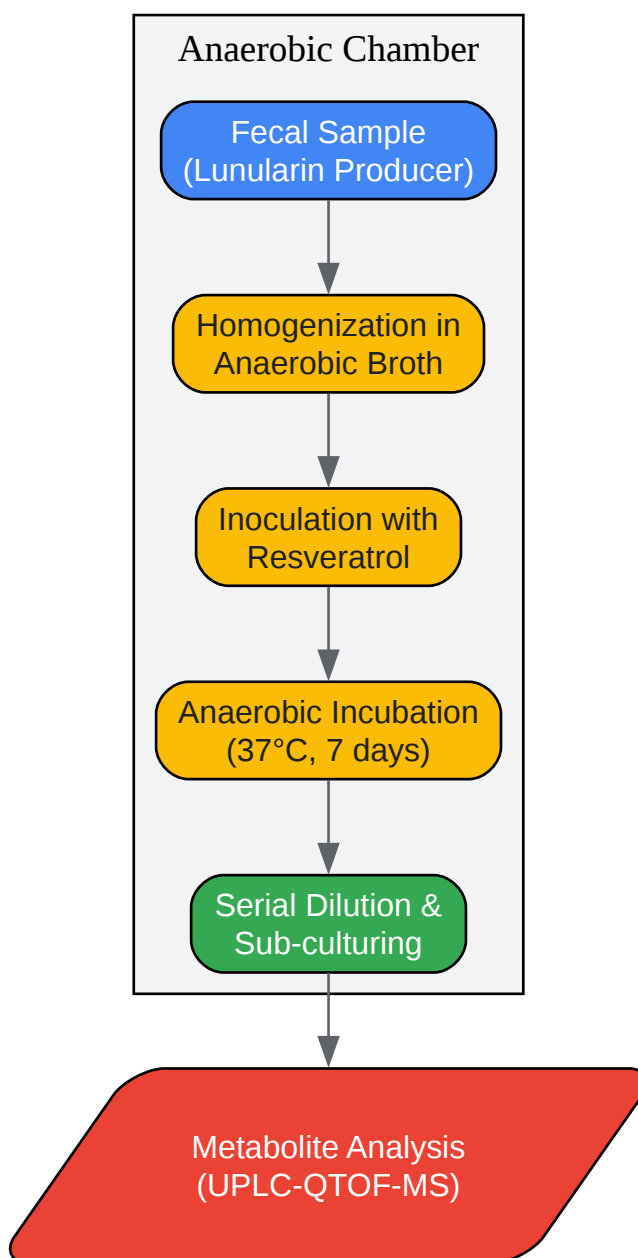 Anaerobic Chamber
Fecal Sample
(Lunularin Producer)
Homogenization in
Anaerobic Broth
Inoculation with
Resveratrol
Anaerobic Incubation
(37°C, 7 days)
Serial Dilution &
Sub-culturing
Metabolite Analysis
(UPLC-QTOF-MS)